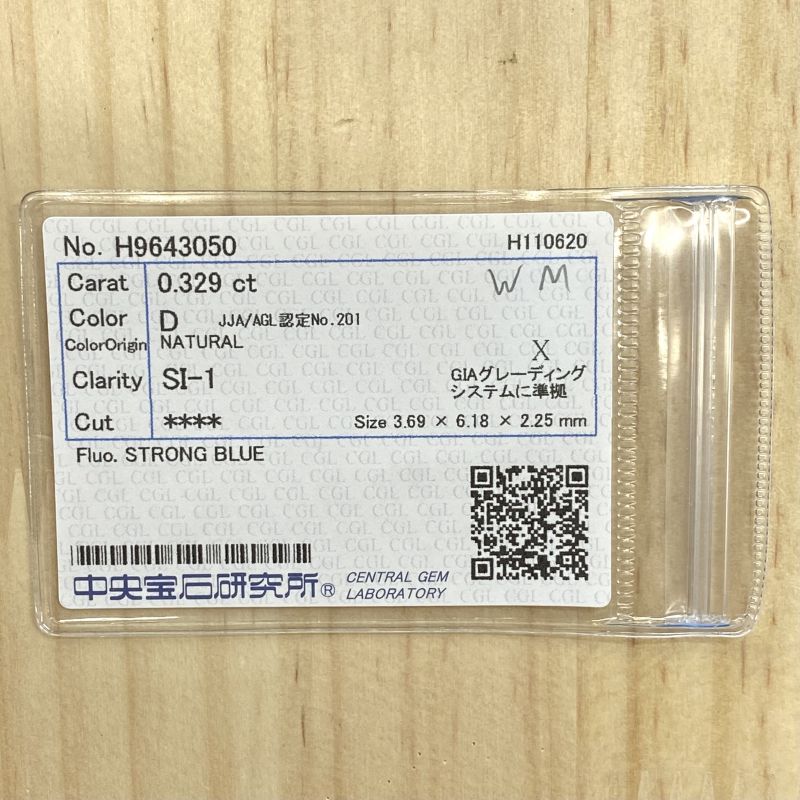 No. H9643050 H110620
Carat 0.329 ct WM
Color D JJA/AGL認定No.201
ColorOrigin NATURAL
X
Clarity SI-1 GIAグレーディング
システムに準拠
Cut **** Size 3.69 × 6.18 × 2.25 mm
Fluo. STRONG BLUE
中央宝石研究所® CENTRAL GEM
LABORATORY